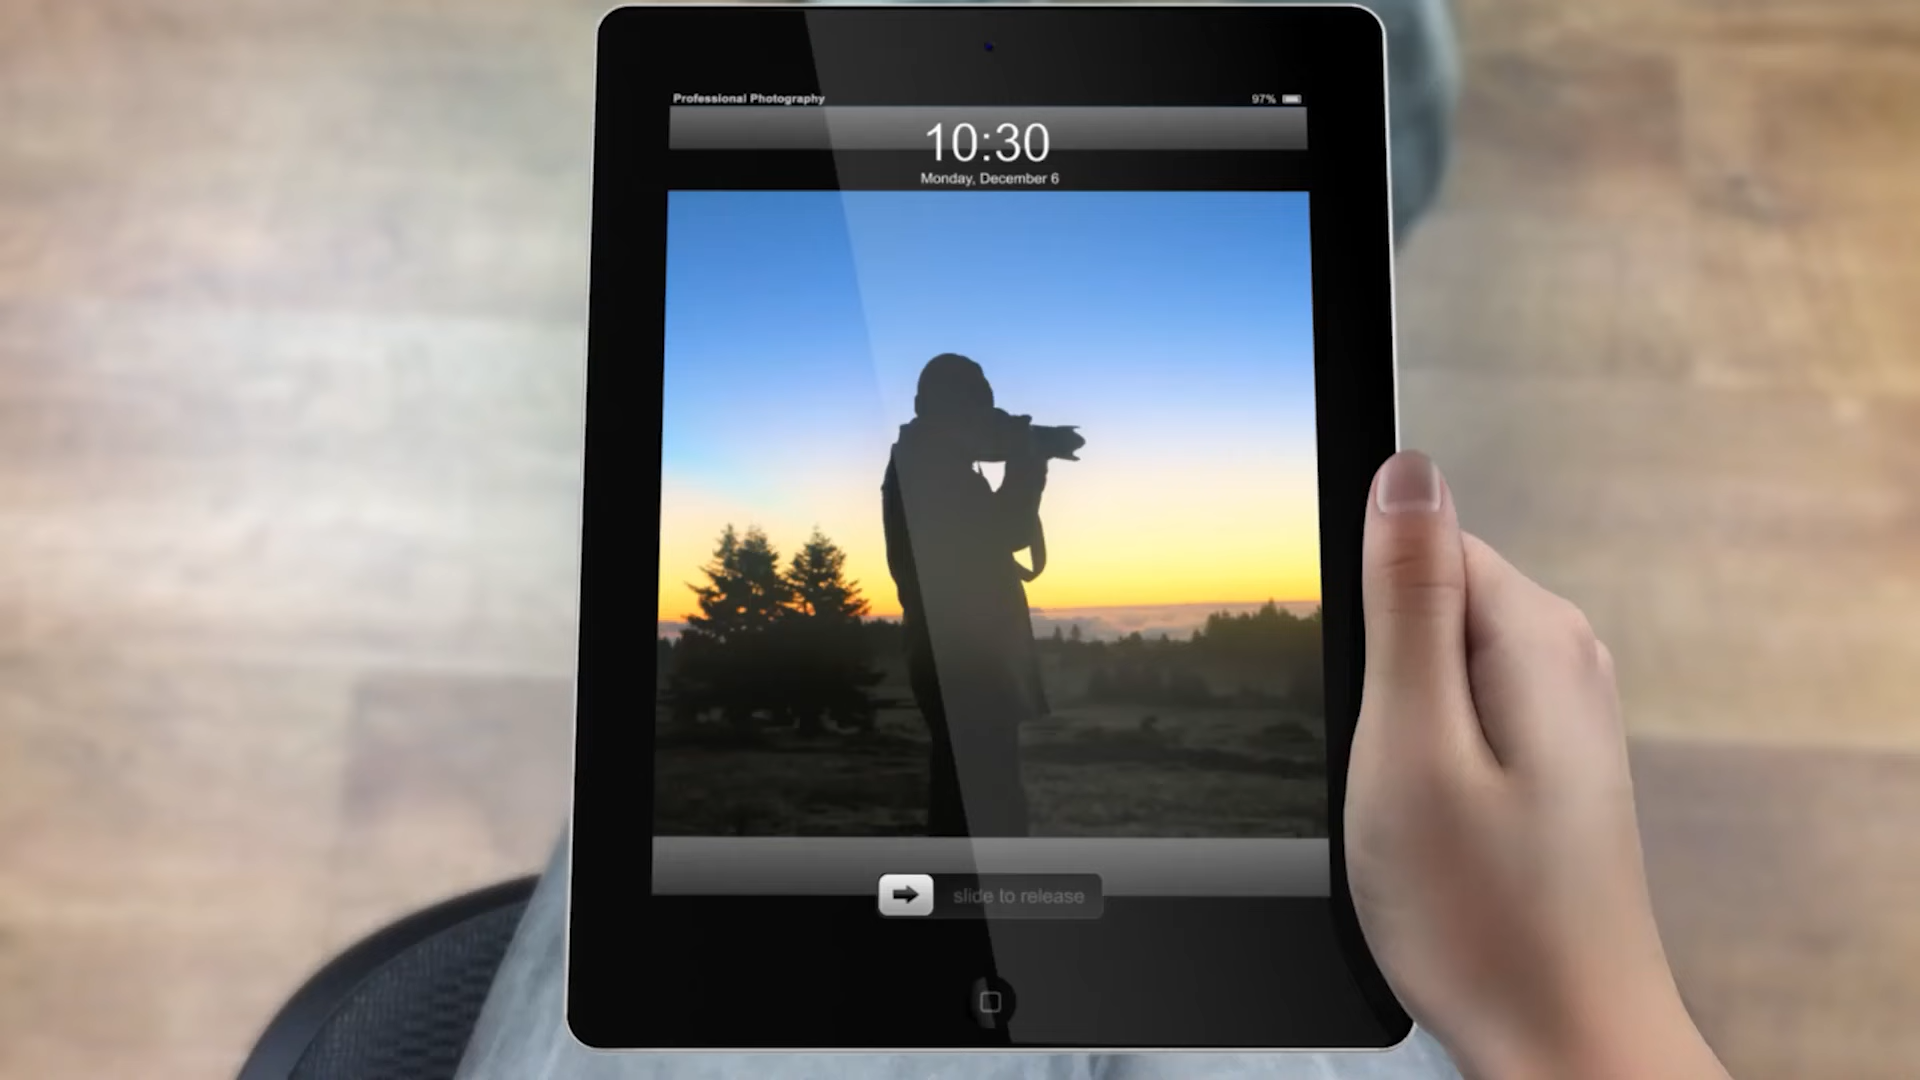 Professional Photography
97%
10:30
Monday, December 6
slide to release